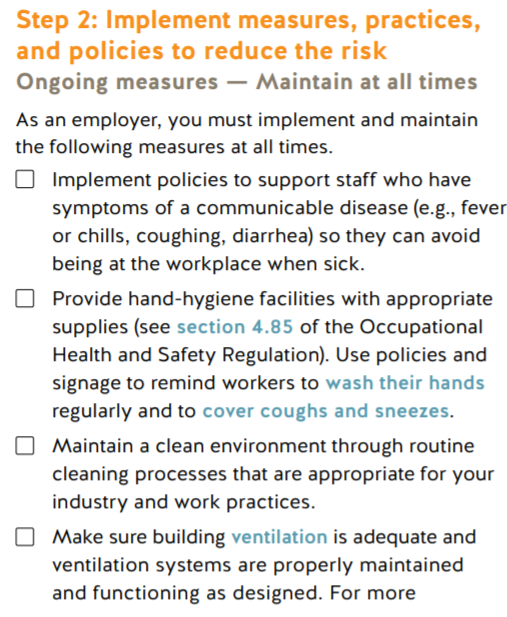 Step 2: Implement measures, practices,
and policies to reduce the risk
Ongoing measures — Maintain at all times
As an employer, you must implement and maintain
the following measures at all times.
Implement policies to support staff who have
symptoms of a communicable disease (e.g., fever
or chills, coughing, diarrhea) so they can avoid
being at the workplace when sick.
Provide hand-hygiene facilities with appropriate
supplies (see section 4.85 of the Occupational
Health and Safety Regulation). Use policies and
signage to remind workers to wash their hands
regularly and to cover coughs and sneezes.
Maintain a clean environment through routine
cleaning processes that are appropriate for your
industry and work practices.
Make sure building ventilation is adequate and
ventilation systems are properly maintained
and functioning as designed. For more